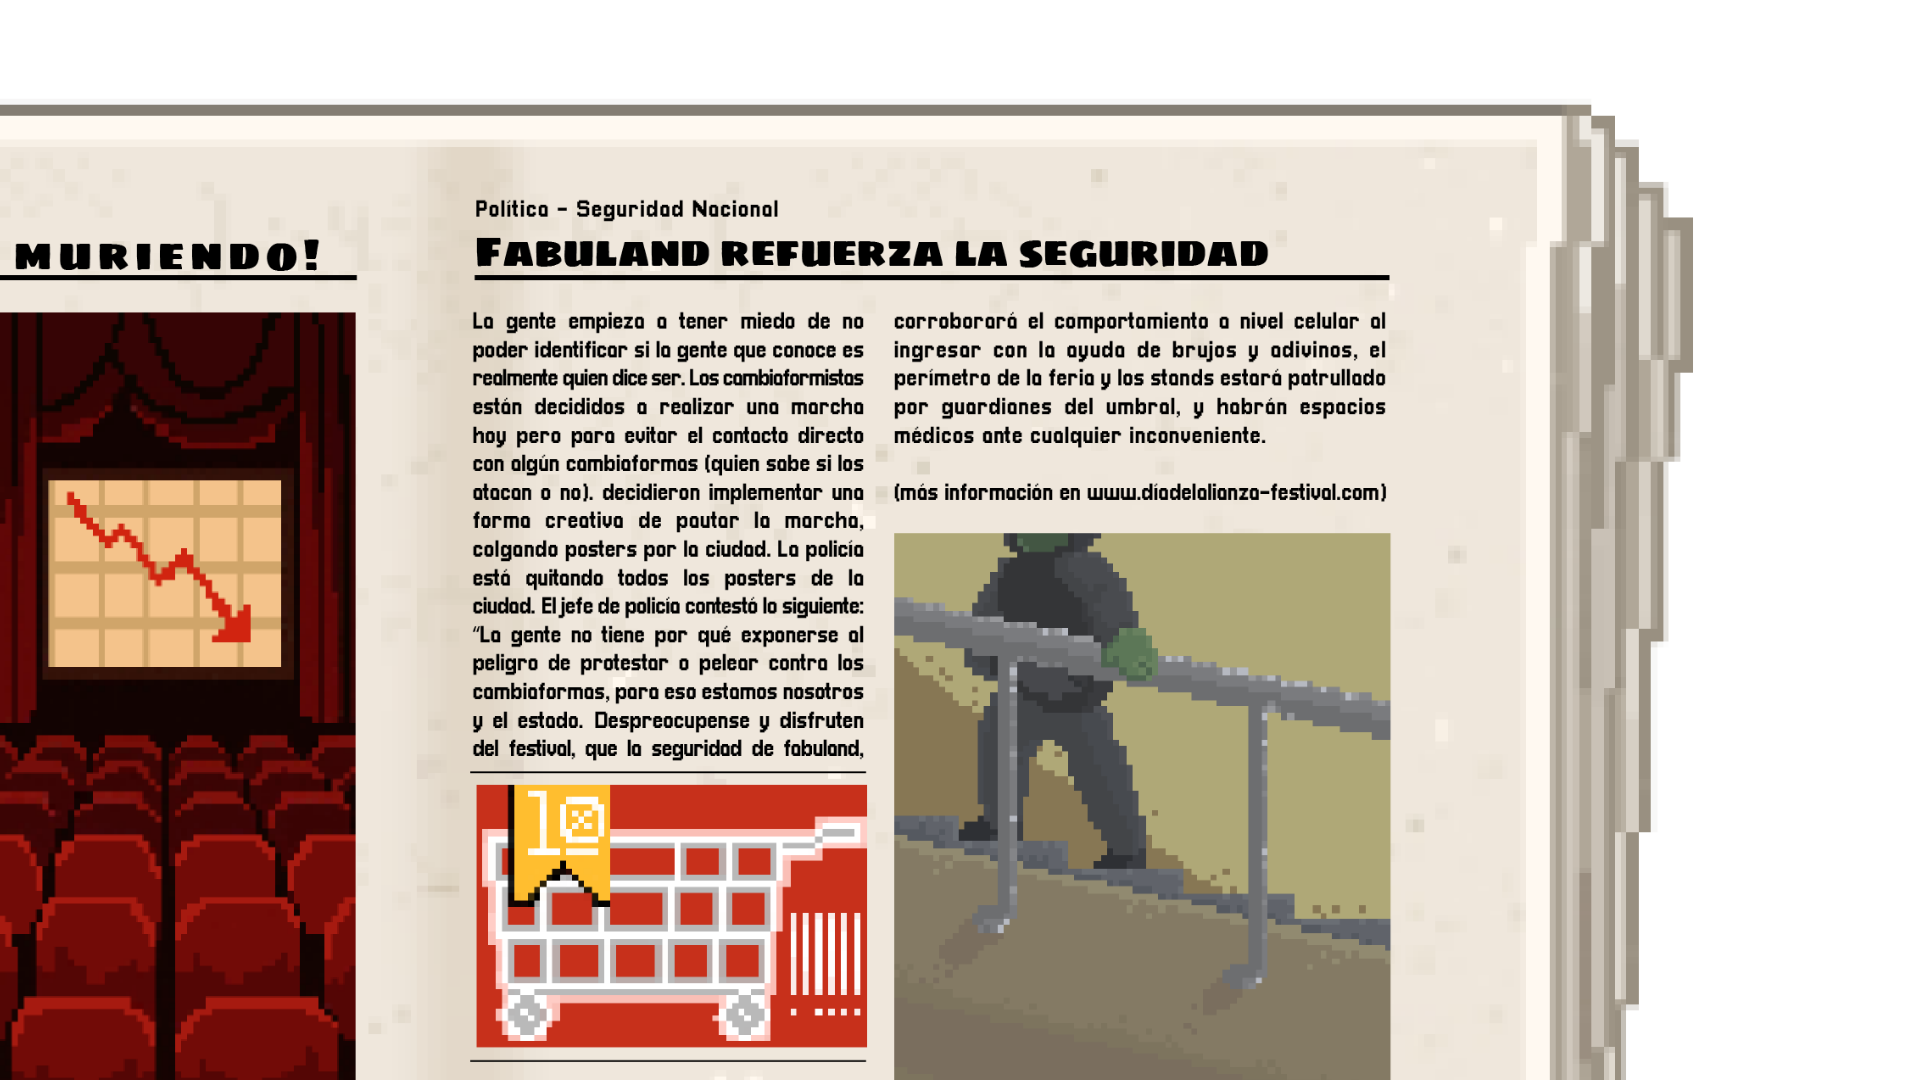 MURIENDO!
Política - Seguridad Nacional
FABULAND REFUERZA LA SEGURIDAD
La gente empieza a tener miedo de no
poder identificar si la gente que conoce es
realmente quien dice ser. Los cambiaformistas
están decididos a realizar una marcha
hoy pero para evitar el contacto directo
con algún cambiaformas (quien sabe si los
atacan o no). decidieron implementar una
forma creativa de pautar la marcha,
colgando posters por la ciudad. La policía
está quitando todos los posters de la
ciudad. El jefe de policía contestó lo siguiente:
"La gente no tiene por qué exponerse al
peligro de protestar o pelear contra los
cambiaformas, para eso estamos nosotros
y el estado. Despreocupense y disfruten
del festival, que la seguridad de fabuland,
corroborará el comportamiento a nivel celular al
ingresar con la ayuda de brujos y adivinos, el
perímetro de la feria y los stands estará patrullado
por guardianes del umbral, y habrán espacios
médicos ante cualquier inconveniente.
(más información en www.díadelalianza-festival.com)
10